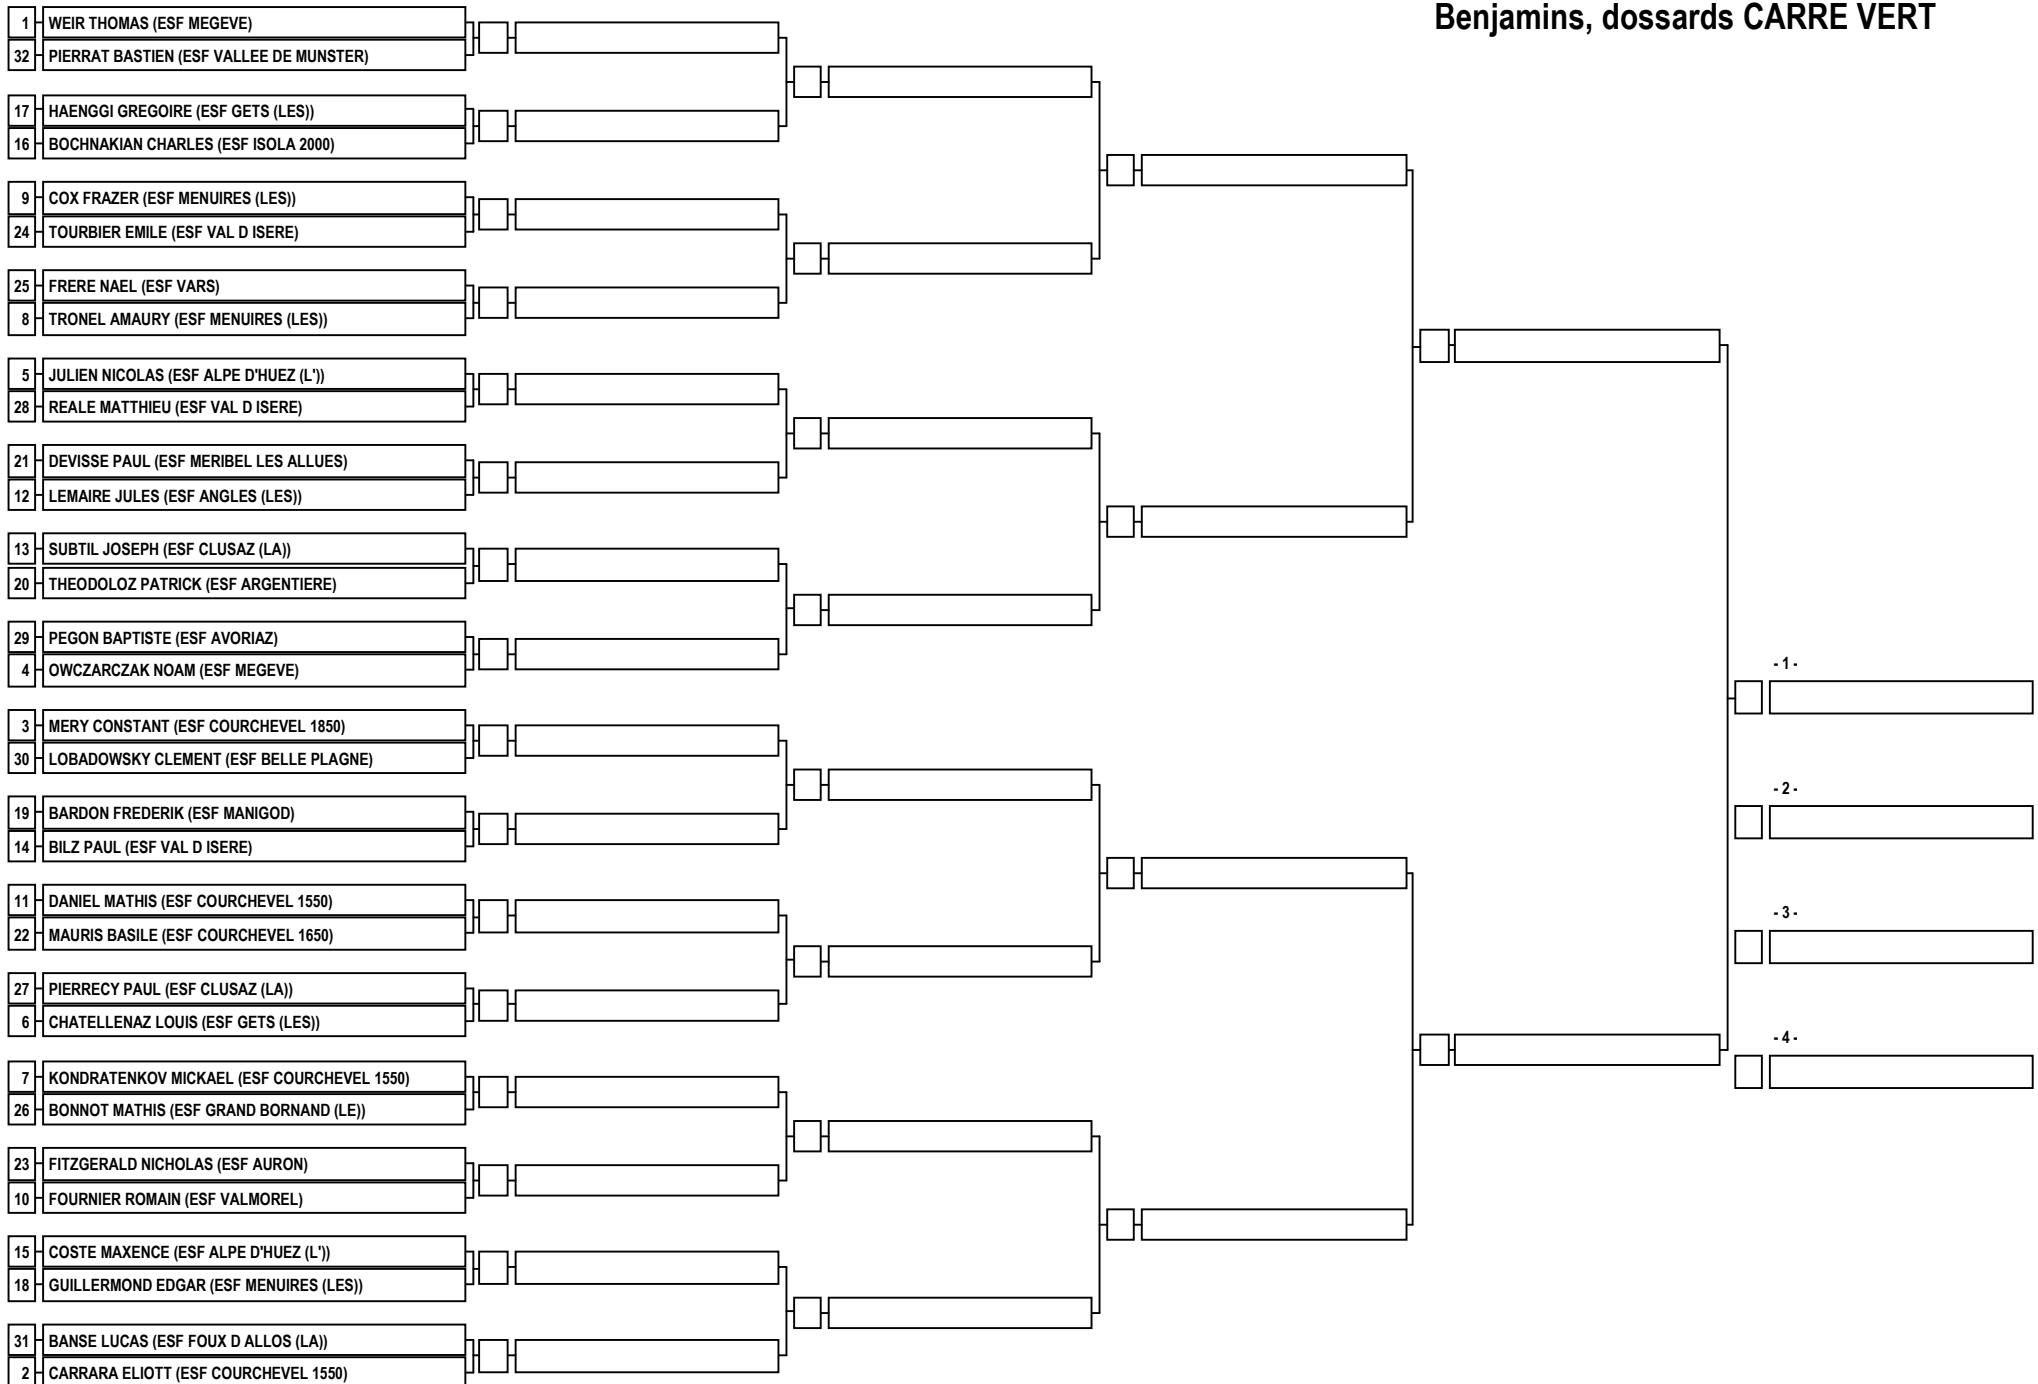 Benjamins, dossards CARRE VERT
1 WEIR THOMAS (ESF MEGEVE)
32 PIERRAT BASTIEN (ESF VALLEE DE MUNSTER)
17 HAENGGI GREGOIRE (ESF GETS (LES))
16 BOCHNAKIAN CHARLES (ESF ISOLA 2000)
9 COX FRAZER (ESF MENUIRES (LES))
24 TOURBIER EMILE (ESF VAL D ISERE)
25 FRERE NAEL (ESF VARS)
8 TRONEL AMAURY (ESF MENUIRES (LES))
5 JULIEN NICOLAS (ESF ALPE D'HUEZ (L'))
28 REALE MATTHIEU (ESF VAL D ISERE)
21 DEVISSE PAUL (ESF MERIBEL LES ALLUES)
12 LEMAIRE JULES (ESF ANGLES (LES))
13 SUBTIL JOSEPH (ESF CLUSAZ (LA))
20 THEODOLOZ PATRICK (ESF ARGENTIERE)
29 PEGON BAPTISTE (ESF AVORIAZ)
4 OWCZARCZAK NOAM (ESF MEGEVE)
3 MERY CONSTANT (ESF COURCHEVEL 1850)
30 LOBADOWSKY CLEMENT (ESF BELLE PLAGNE)
19 BARDON FREDERIK (ESF MANIGOD)
14 BILZ PAUL (ESF VAL D ISERE)
11 DANIEL MATHIS (ESF COURCHEVEL 1550)
22 MAURIS BASILE (ESF COURCHEVEL 1650)
27 PIERRECY PAUL (ESF CLUSAZ (LA))
6 CHATELLENAZ LOUIS (ESF GETS (LES))
7 KONDRATENKOV MICKAEL (ESF COURCHEVEL 1550)
26 BONNOT MATHIS (ESF GRAND BORNAND (LE))
23 FITZGERALD NICHOLAS (ESF AURON)
10 FOURNIER ROMAIN (ESF VALMOREL)
15 COSTE MAXENCE (ESF ALPE D'HUEZ (L'))
18 GUILLERMOND EDGAR (ESF MENUIRES (LES))
31 BANSE LUCAS (ESF FOUX D ALLOS (LA))
2 CARRARA ELIOTT (ESF COURCHEVEL 1550)
- 1 -
- 2 -
- 3 -
- 4 -